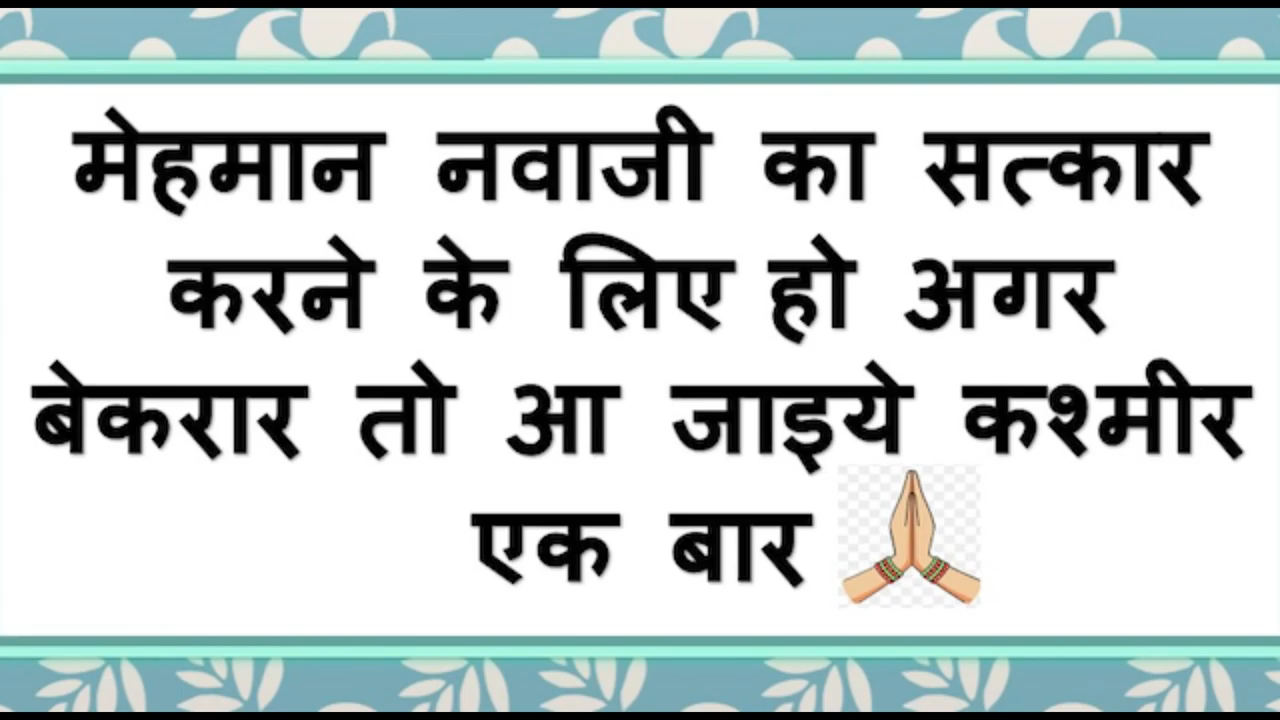 मेहमान नवाजी का सत्कार
करने के लिए हो अगर
बेकरार तो आ जाइये कश्मीर
एक बार